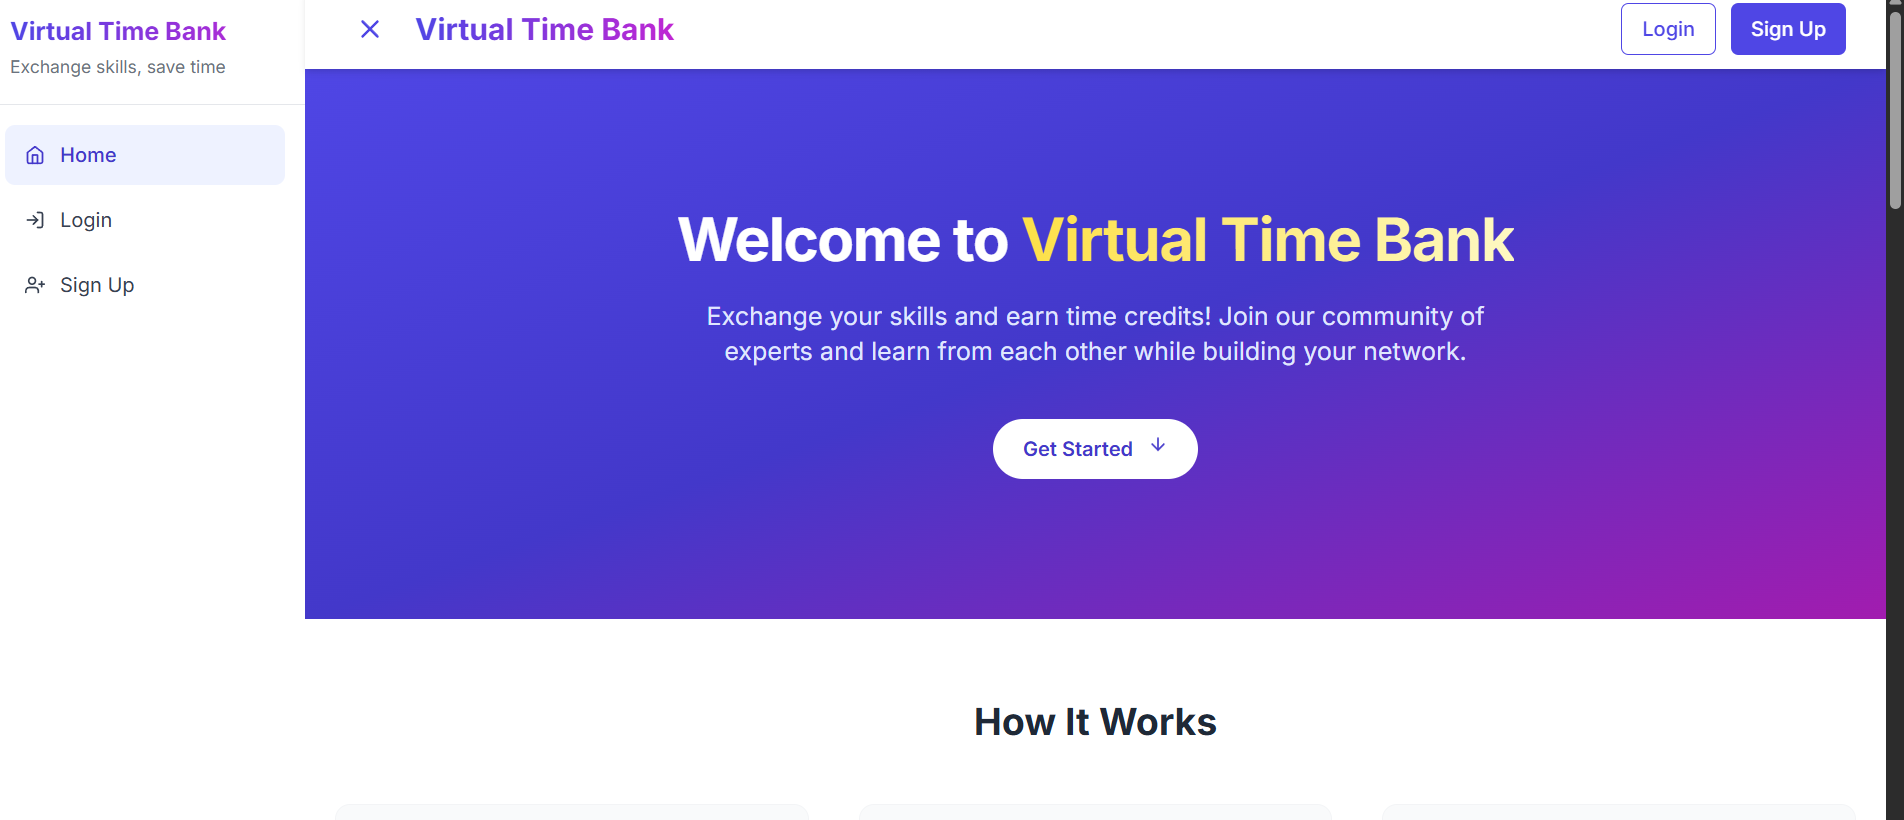 Virtual Time Bank
Exchange skills, save time
Home
Login
Sign Up
Virtual Time Bank
Login
Sign Up
Welcome to Virtual Time Bank
Exchange your skills and earn time credits! Join our community of
experts and learn from each other while building your network.
Get Started
How It Works